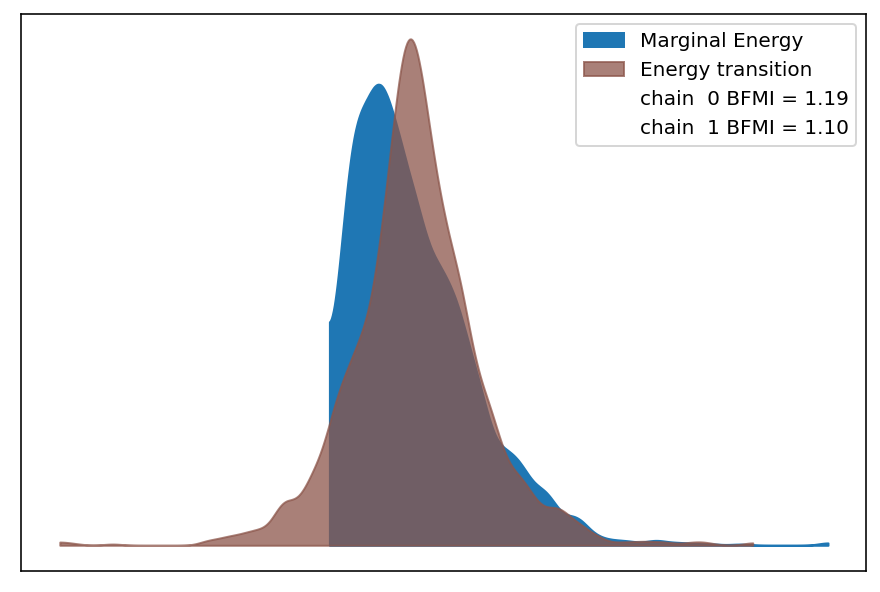 Marginal Energy
Energy transition
chain  0 BFMI = 1.19
chain  1 BFMI = 1.10